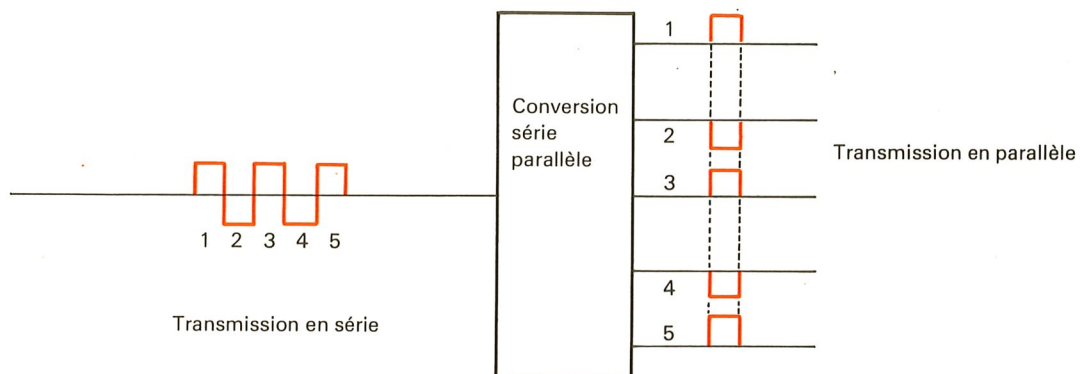 1 2 3 4 5
Transmission en série
Conversion
série
parallèle
1
2
3
4
5
Transmission en parallèle